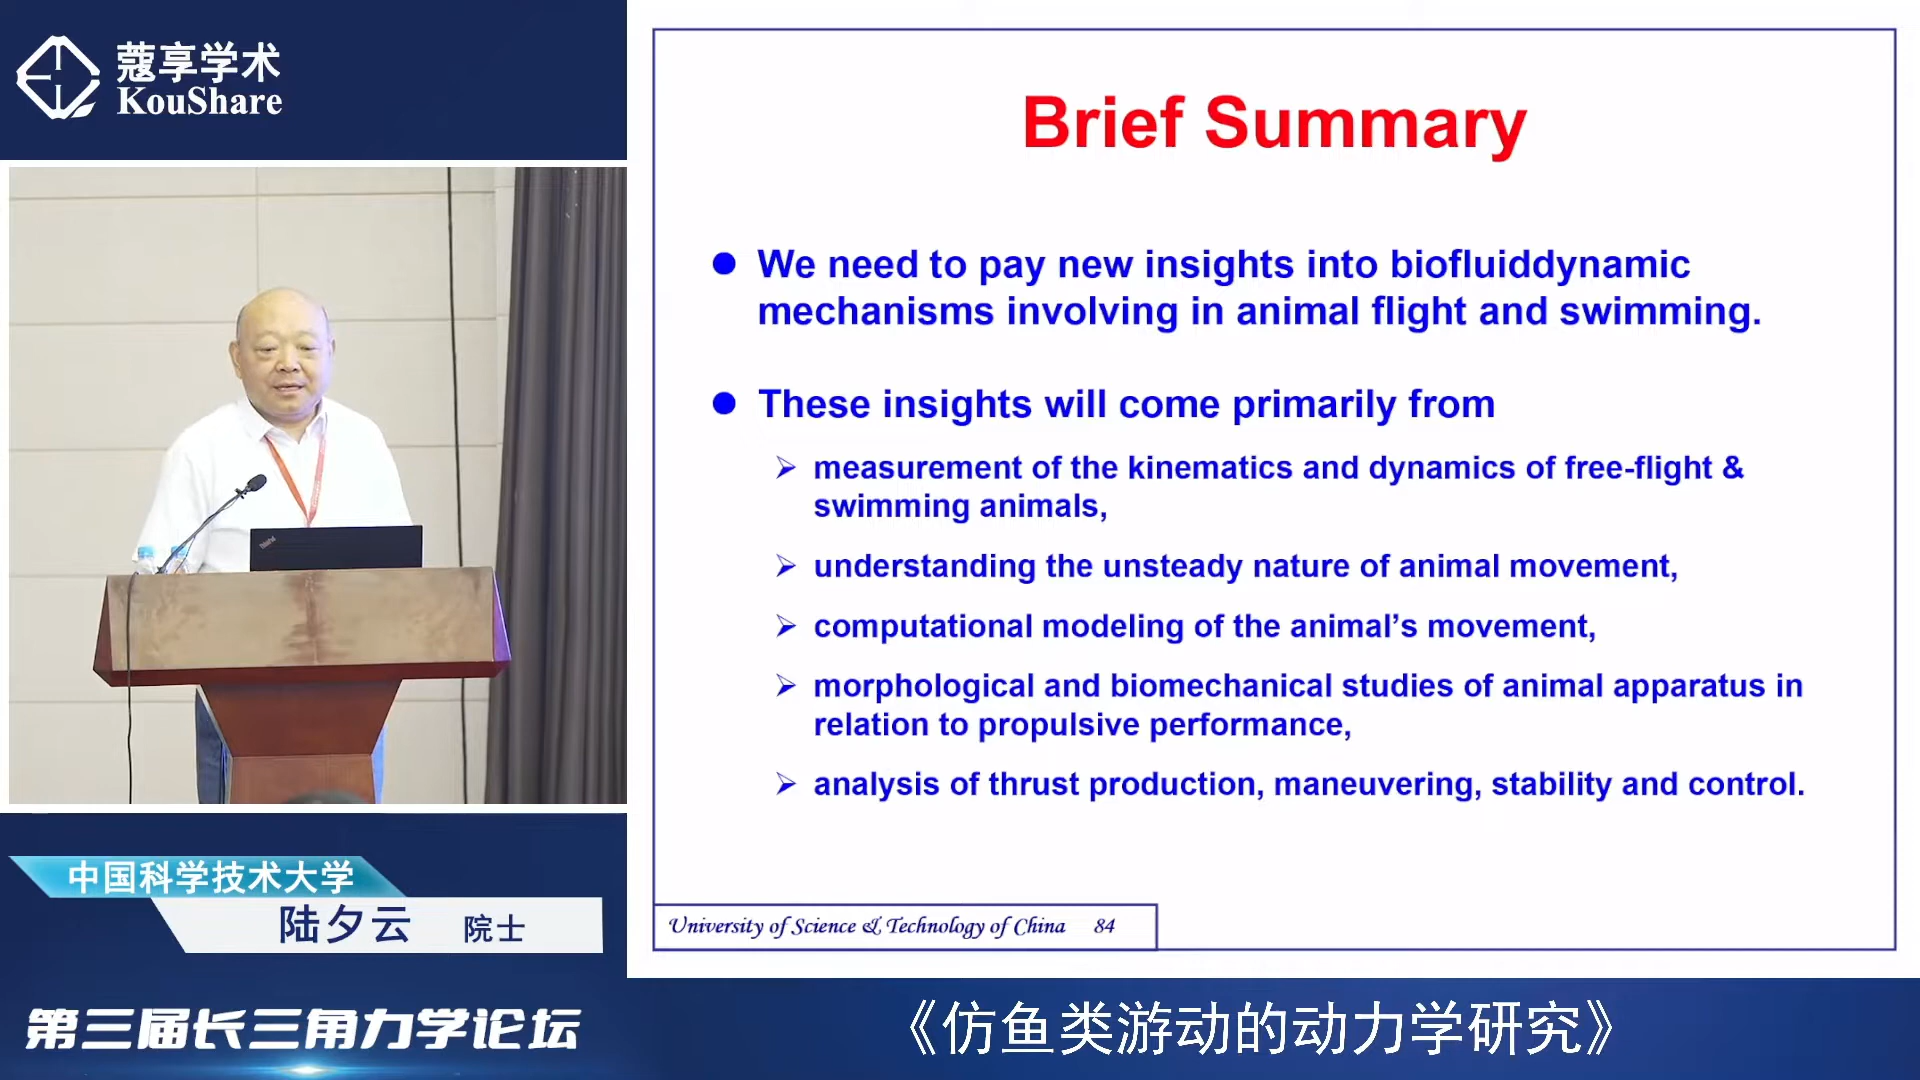 蔻享学术
KouShare
Brief Summary
We need to pay new insights into biofluiddynamic
mechanisms involving in animal flight and swimming.
These insights will come primarily from
measurement of the kinematics and dynamics of free-flight &
swimming animals,
understanding the unsteady nature of animal movement,
computational modeling of the animal’s movement,
morphological and biomechanical studies of animal apparatus in
relation to propulsive performance,
analysis of thrust production, maneuvering, stability and control.
University of Science & Technology of China 84
ThinkPad
中国科学技术大学
陆夕云 院士
第三届长三角力学论坛
《仿鱼类游动的动力学研究》